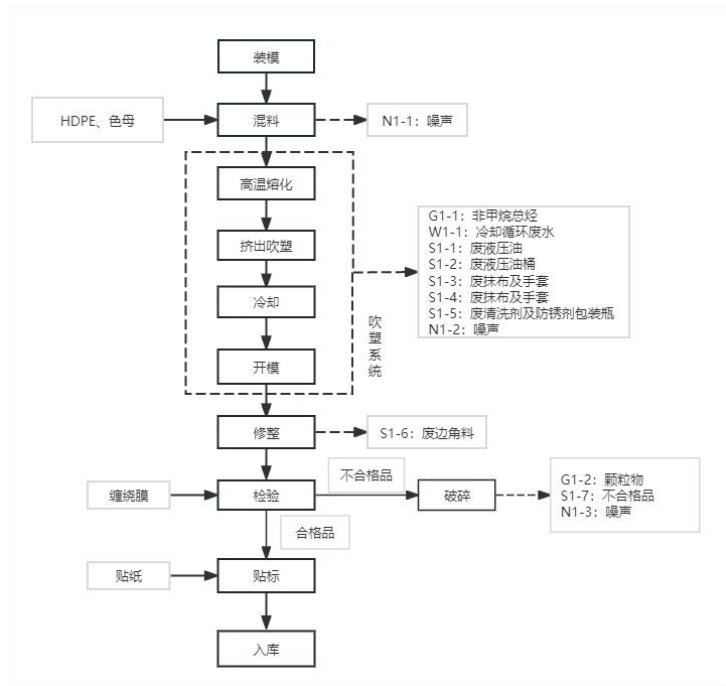 装模
HDPE、色母
混料
N1-1：噪声
高温熔化
挤出吹塑
冷却
开模
吹塑系统
G1-1：非甲烷总烃
W1-1：冷却循环废水
S1-1：废液压油
S1-2：废液压油桶
S1-3：废抹布及手套
S1-4：废抹布及手套
S1-5：废清洗剂及防锈剂包装瓶
N1-2：噪声
修整
S1-6：废边角料
缠绕膜
检验
不合格品
破碎
G1-2：颗粒物
S1-7：不合格品
N1-3：噪声
合格品
贴纸
贴标
入库